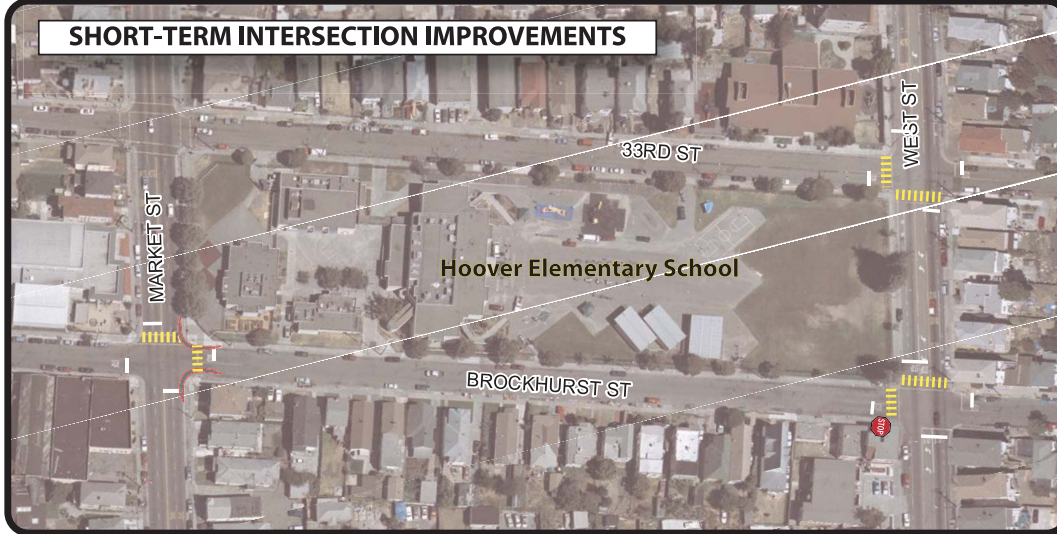 SHORT-TERM INTERSECTION IMPROVEMENTS
33RD ST
WEST ST
MARKET ST
Hoover Elementary School
BROCKHURST ST
STOP